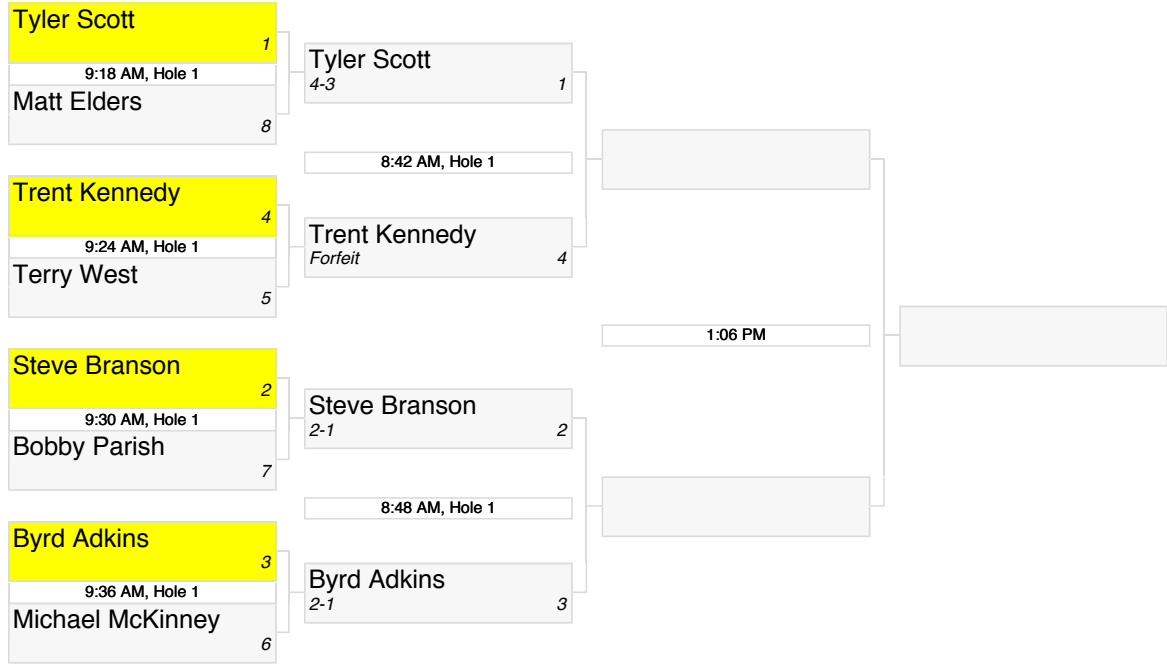 Tyler Scott
1
9:18 AM, Hole 1
Matt Elders
8
Trent Kennedy
4
9:24 AM, Hole 1
Terry West
5
Steve Branson
2
9:30 AM, Hole 1
Bobby Parish
7
Byrd Adkins
3
9:36 AM, Hole 1
Michael McKinney
6
Tyler Scott
4-3 1
8:42 AM, Hole 1
Trent Kennedy
Forfeit 4
Steve Branson
2-1 2
8:48 AM, Hole 1
Byrd Adkins
2-1 3
1:06 PM